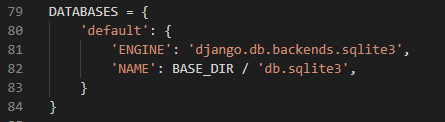 79 DATABASES = {
80     'default': {
81         'ENGINE': 'django.db.backends.sqlite3',
82         'NAME': BASE_DIR / 'db.sqlite3',
83     }
84 }